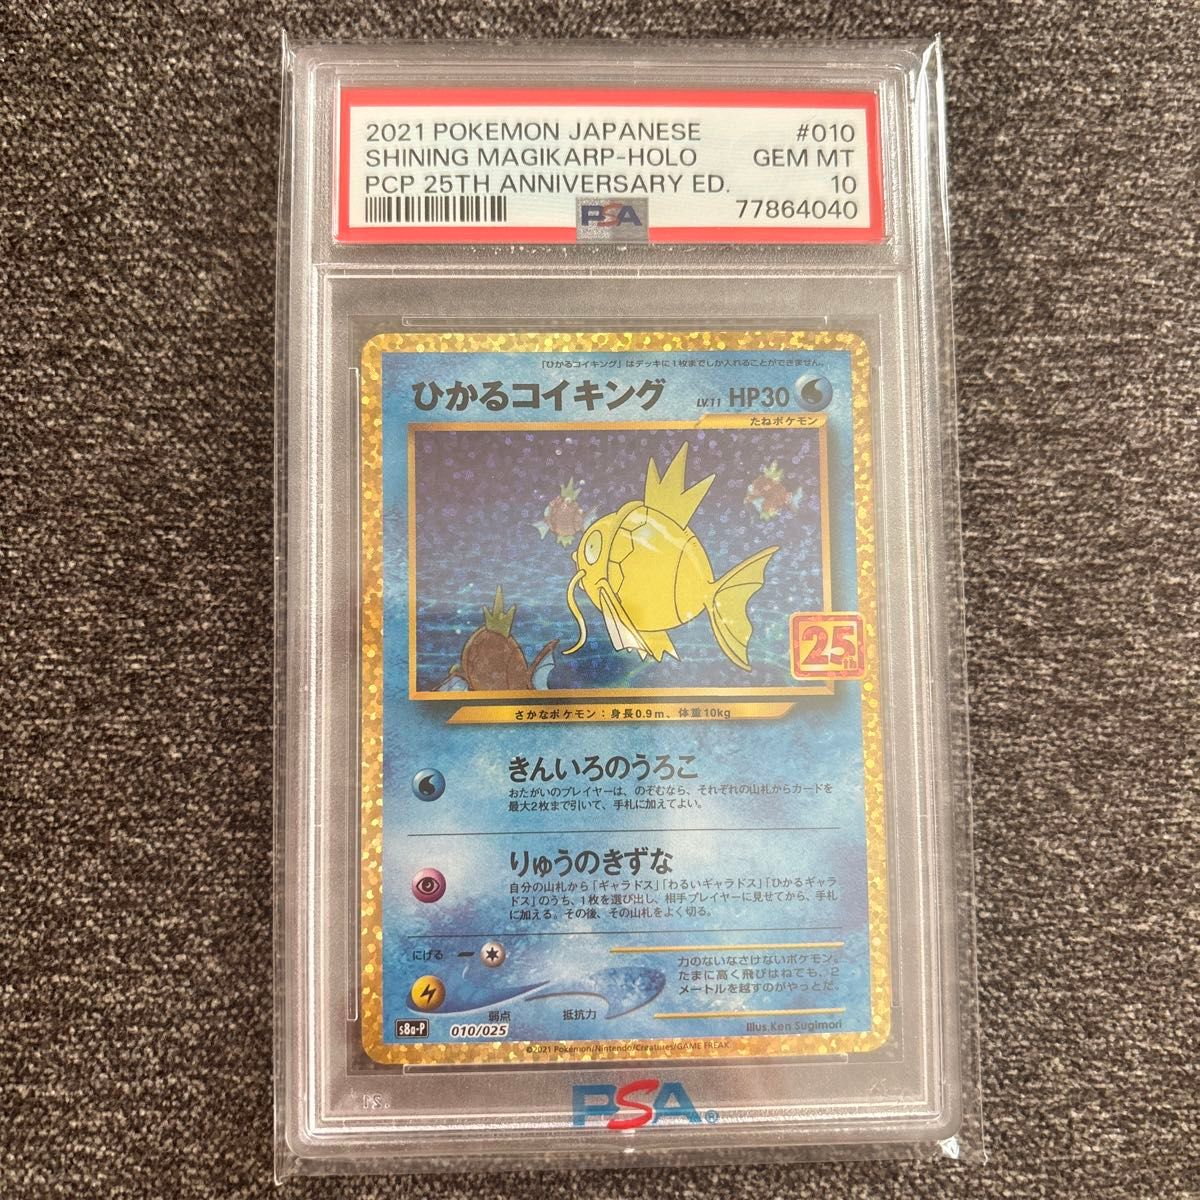 2021 POKEMON JAPANESE #010
SHINING MAGIKARP-HOLO GEM MT
PCP 25TH ANNIVERSARY ED. 10
PSA 77864040
「ひかるコイキング」はデッキに1枚までしか入れることができません。
ひかるコイキング LV.11 HP30
たねポケモン
25th
さかなポケモン：身長0.9m、体重10kg
きんいろのうろこ
おたがいのプレイヤーは、のぞむなら、それぞれの山札からカードを
最大2枚まで引いて、手札に加えてよい。
りゅうのきずな
自分の山札から「ギャラドス」「わるいギャラドス」「ひかるギャラ
ドス」のうち、1枚を選び出し、相手プレイヤーに見せてから、手札
に加える。その後、その山札をよく切る。
にげる
力のないなさけないポケモン。
たまに高く飛びはねても、2
メートルを越すのがやっとだ。
弱点 抵抗力
Illus. Ken Sugimori
s8a-P 010/025
©2021 Pokémon/Nintendo/Creatures/GAME FREAK.
PSA®